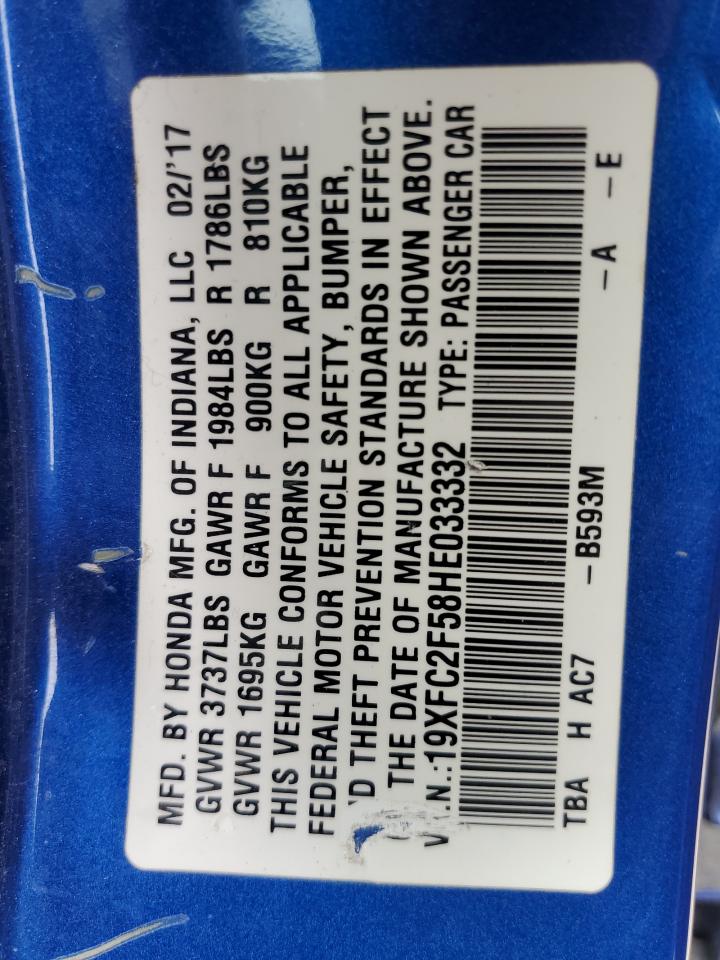 MFD. BY HONDA MFG. OF INDIANA, LLC 02/'17
GVWR 3737LBS GAWR F 1984LBS R 1786LBS
GVWR 1695KG GAWR F 900KG R 810KG
THIS VEHICLE CONFORMS TO ALL APPLICABLE
FEDERAL MOTOR VEHICLE SAFETY, BUMPER,
D THEFT PREVENTION STANDARDS IN EFFECT
THE DATE OF MANUFACTURE SHOWN ABOVE.
V .N.:19XFC2F58HE033332 TYPE: PASSENGER CAR
TBA H AC7 -B593M -A -E